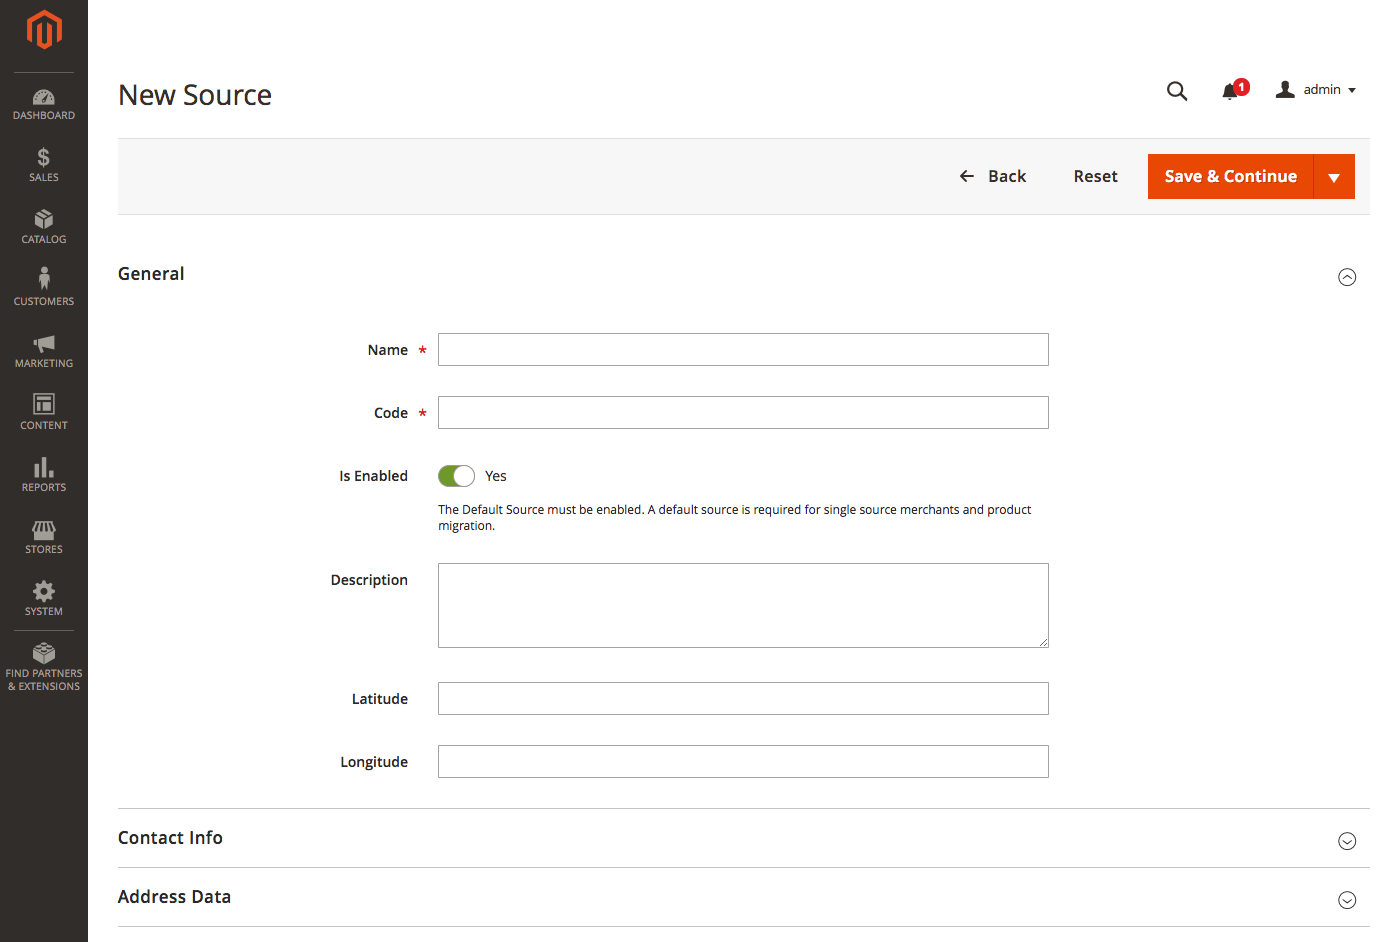 DASHBOARD
SALES
CATALOG
CUSTOMERS
MARKETING
CONTENT
REPORTS
STORES
SYSTEM
FIND PARTNERS
& EXTENSIONS
New Source
1
admin
Back
Reset
Save & Continue
General
Name *
Code *
Is Enabled
Yes
The Default Source must be enabled. A default source is required for single source merchants and product
migration.
Description
Latitude
Longitude
Contact Info
Address Data